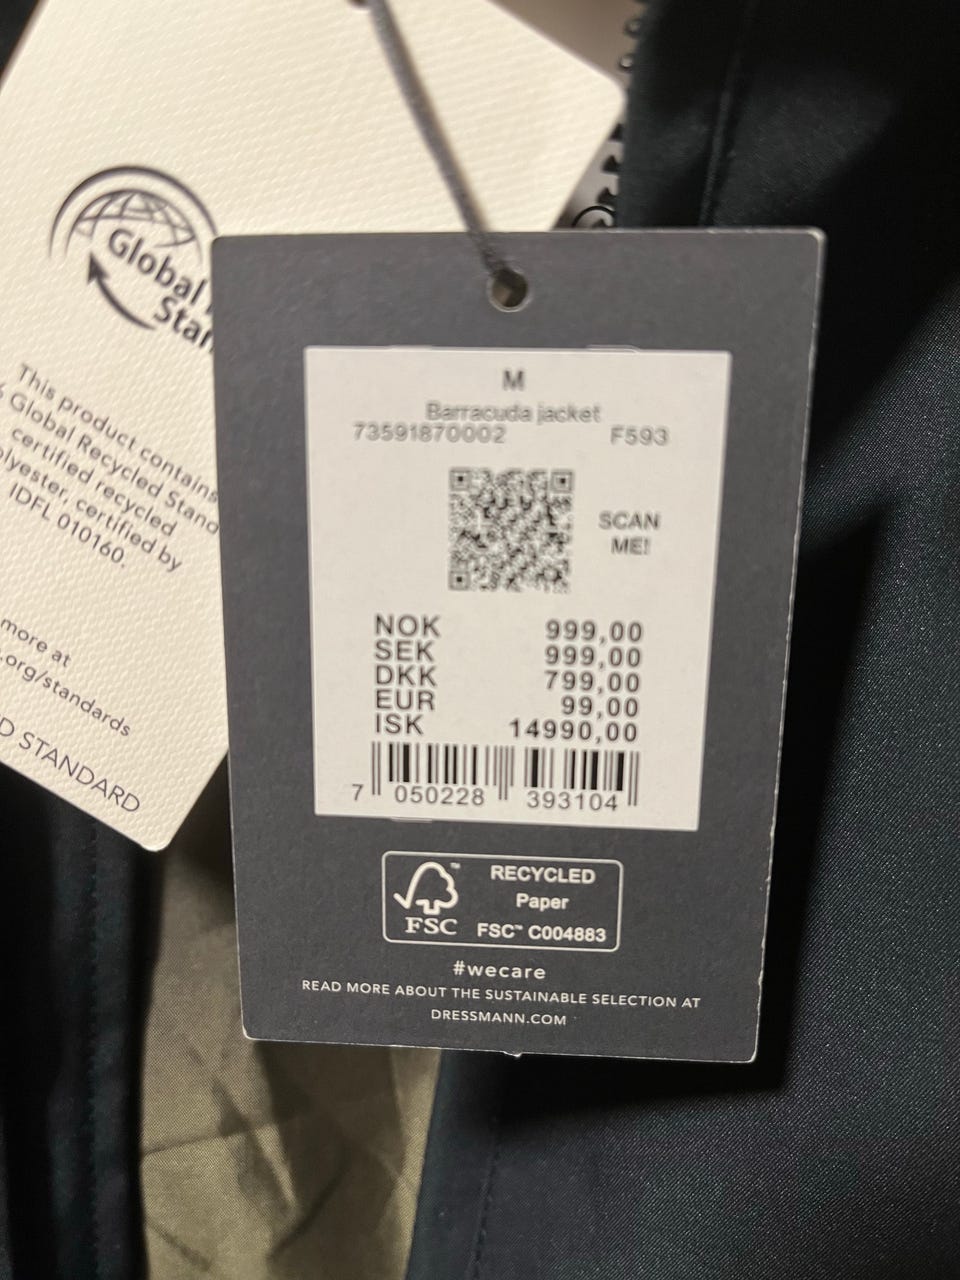 Global
Stan
This product contains
% Global Recycled Stand
certified recycled
olyester, certified by
IDFL 010160.
more at
.org/standards
D STANDARD
M
Barracuda jacket
73591870002 F593
SCAN
ME!
NOK 999,00
SEK 999,00
DKK 799,00
EUR 99,00
ISK 14990,00
7 050228 393104
FSC™
RECYCLED
Paper
FSC™ C004883
#wecare
READ MORE ABOUT THE SUSTAINABLE SELECTION AT
DRESSMANN.COM